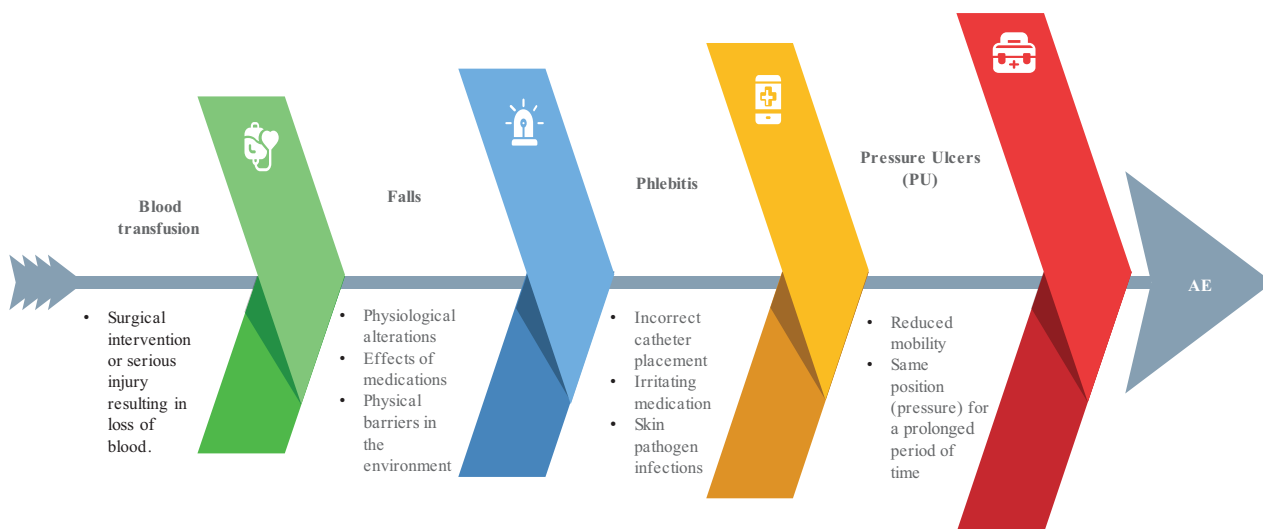 Blood
transfusion
• Surgical
intervention
or serious
injury
resulting in
loss of
blood.
Falls
• Physiological
alterations
• Effects of
medications
• Physical
barriers in
the
environment
Phlebitis
• Incorrect
catheter
placement
• Irritating
medication
• Skin
pathogen
infections
Pressure Ulcers
(PU)
• Reduced
mobility
• Same
position
(pressure) for
a prolonged
period of
time
AE